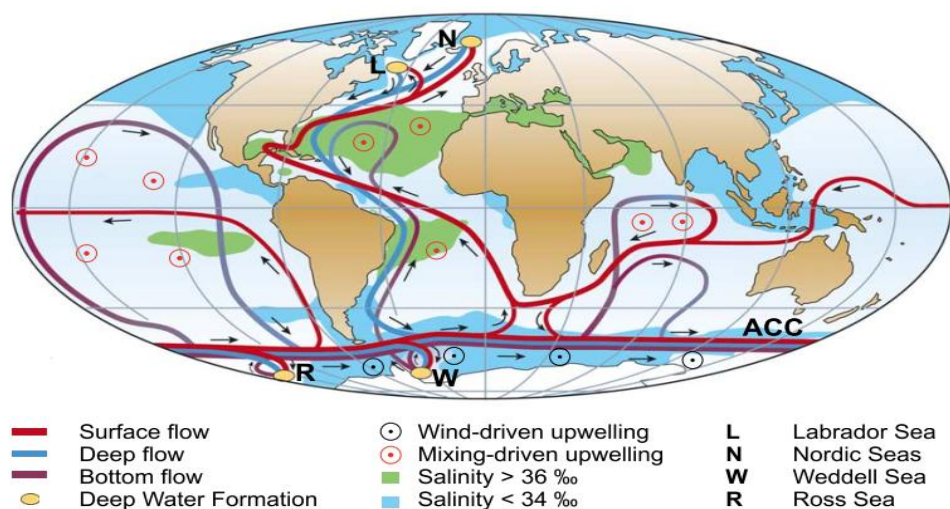 N
L
ACC
R
W
Surface flow
Deep flow
Bottom flow
Deep Water Formation
Wind-driven upwelling
Mixing-driven upwelling
Salinity > 36 ‰
Salinity < 34 ‰
L Labrador Sea
N Nordic Seas
W Weddell Sea
R Ross Sea